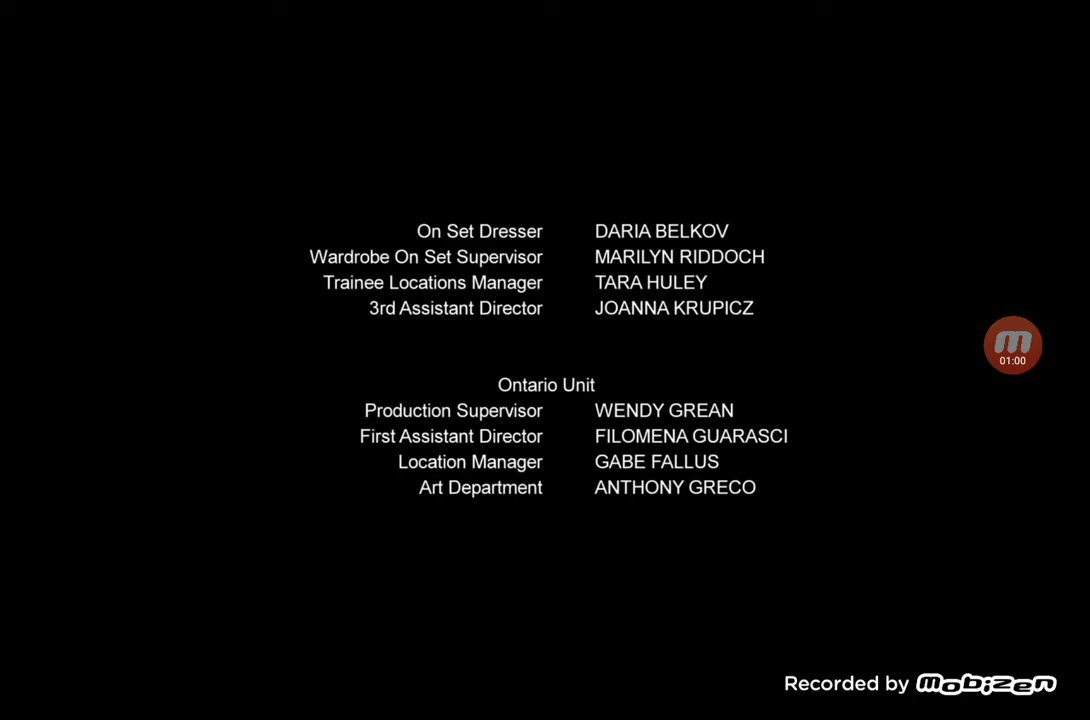 On Set Dresser DARIA BELKOV
Wardrobe On Set Supervisor MARILYN RIDDOCH
Trainee Locations Manager TARA HULEY
3rd Assistant Director JOANNA KRUPICZ
Ontario Unit
Production Supervisor WENDY GREAN
First Assistant Director FILOMENA GUARASCI
Location Manager GABE FALLUS
Art Department ANTHONY GRECO
m
01:00
Recorded by mobizen